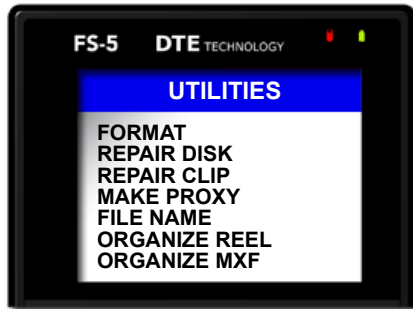 FS-5 DTE TECHNOLOGY
UTILITIES
FORMAT
REPAIR DISK
REPAIR CLIP
MAKE PROXY
FILE NAME
ORGANIZE REEL
ORGANIZE MXF